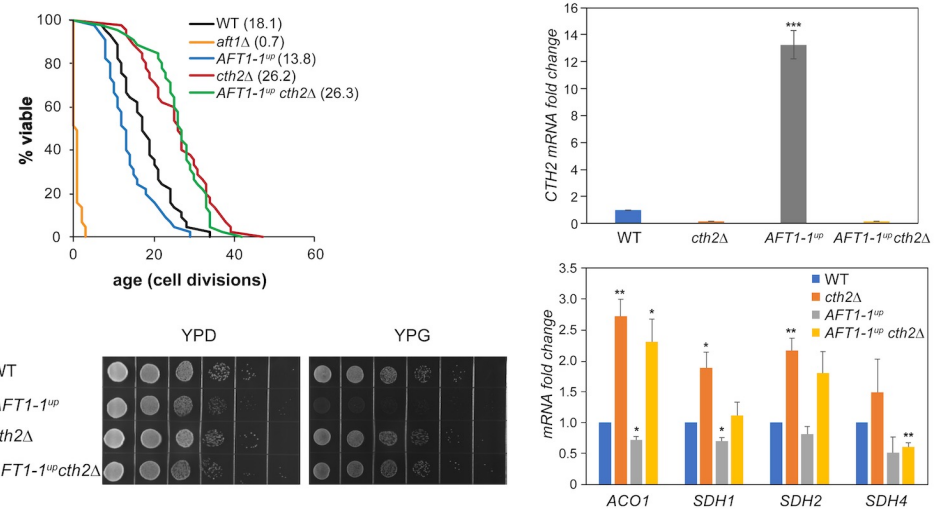 100
80
60
40
20
0
% viable
0
20
40
60
age (cell divisions)
WT (18.1)
aft1Δ (0.7)
AFT1-1ᵘᵖ (13.8)
cth2Δ (26.2)
AFT1-1ᵘᵖ cth2Δ (26.3)
16
14
12
10
8
6
4
2
0
CTH2 mRNA fold change
***
WT
cth2Δ
AFT1-1ᵘᵖ
AFT1-1ᵘᵖ cth2Δ
YPD
YPG
WT
AFT1-1ᵘᵖ
th2Δ
AFT1-1ᵘᵖcth2Δ
3.5
3.0
2.5
2.0
1.5
1.0
0.5
0
mRNA fold change
WT
cth2Δ
AFT1-1ᵘᵖ
AFT1-1ᵘᵖ cth2Δ
**
*
*
*
*
**
**
ACO1
SDH1
SDH2
SDH4